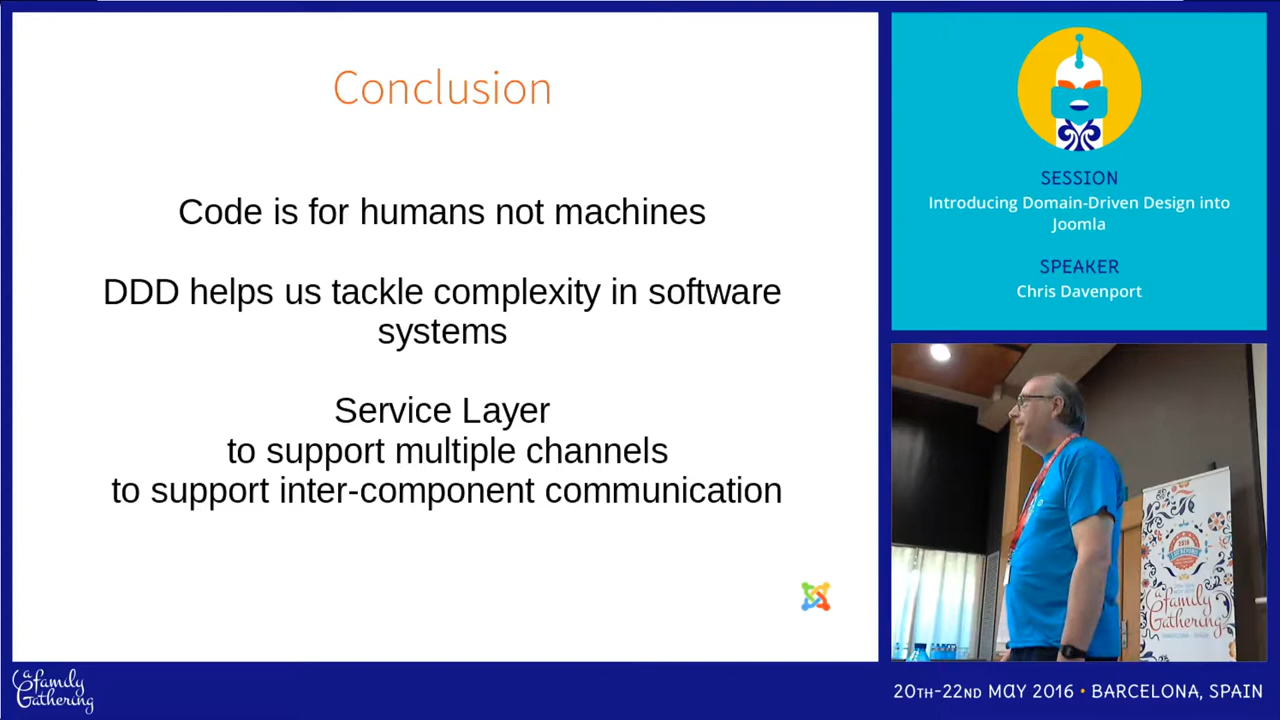 Conclusion
Code is for humans not machines
DDD helps us tackle complexity in software
systems
Service Layer
to support multiple channels
to support inter-component communication
SESSION
Introducing Domain-Driven Design into
Joomla
SPEAKER
Chris Davenport
a family
Gathering
a family
Gathering
20TH-22ND MAY 2016 • BARCELONA, SPAIN